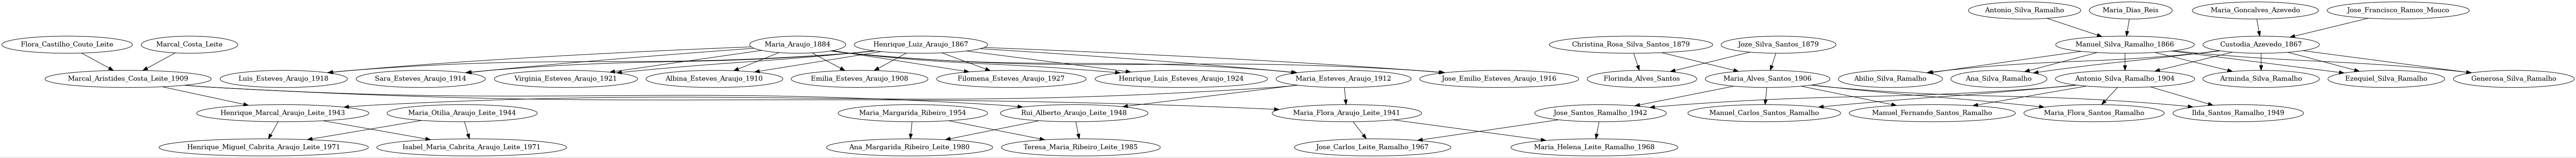 Antonio_Silva_Ramalho
Maria_Dias_Reis
Maria_Goncalves_Azevedo
Jose_Francisco_Ramos_Mouco
Flora_Castilho_Couto_Leite
Marcal_Costa_Leite
Maria_Araujo_1884
Henrique_Luiz_Araujo_1867
Christina_Rosa_Silva_Santos_1879
Joze_Silva_Santos_1879
Manuel_Silva_Ramalho_1866
Custodia_Azevedo_1867
Marcal_Aristides_Costa_Leite_1909
Luis_Esteves_Araujo_1918
Sara_Esteves_Araujo_1914
Virginia_Esteves_Araujo_1921
Albina_Esteves_Araujo_1910
Emilia_Esteves_Araujo_1908
Filomena_Esteves_Araujo_1927
Henrique_Luis_Esteves_Araujo_1924
Maria_Esteves_Araujo_1912
Jose_Emilio_Esteves_Araujo_1916
Florinda_Alves_Santos
Maria_Alves_Santos_1906
Abilio_Silva_Ramalho
Ana_Silva_Ramalho
Antonio_Silva_Ramalho_1904
Arminda_Silva_Ramalho
Ezequiel_Silva_Ramalho
Generosa_Silva_Ramalho
Henrique_Marcal_Araujo_Leite_1943
Maria_Otilia_Araujo_Leite_1944
Maria_Margarida_Ribeiro_1954
Rui_Alberto_Araujo_Leite_1948
Maria_Flora_Araujo_Leite_1941
Jose_Santos_Ramalho_1942
Manuel_Carlos_Santos_Ramalho
Manuel_Fernando_Santos_Ramalho
Maria_Flora_Santos_Ramalho
Ilda_Santos_Ramalho_1949
Henrique_Miguel_Cabrita_Araujo_Leite_1971
Isabel_Maria_Cabrita_Araujo_Leite_1971
Ana_Margarida_Ribeiro_Leite_1980
Teresa_Maria_Ribeiro_Leite_1985
Jose_Carlos_Leite_Ramalho_1967
Maria_Helena_Leite_Ramalho_1968